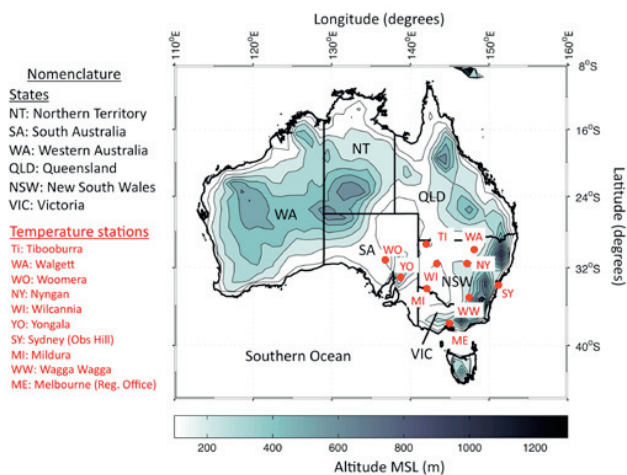 Longitude (degrees)
110°E 120°E 130°E 140°E 150°E 160°E
8°S
16°S
24°S
32°S
40°S
Latitude (degrees)
Nomenclature
States
NT: Northern Territory
SA: South Australia
WA: Western Australia
QLD: Queensland
NSW: New South Wales
VIC: Victoria
Temperature stations
Ti: Tibooburra
WA: Walgett
WO: Woomera
NY: Nyngan
WI: Wilcannia
YO: Yongala
SY: Sydney (Obs Hill)
MI: Mildura
WW: Wagga Wagga
ME: Melbourne (Reg. Office)
NT
WA
QLD
SA
WO
TI
WA
YO
WI
NY
NSW
MI
SY
WW
VIC
ME
Southern Ocean
200 400 600 800 1000 1200
Altitude MSL (m)